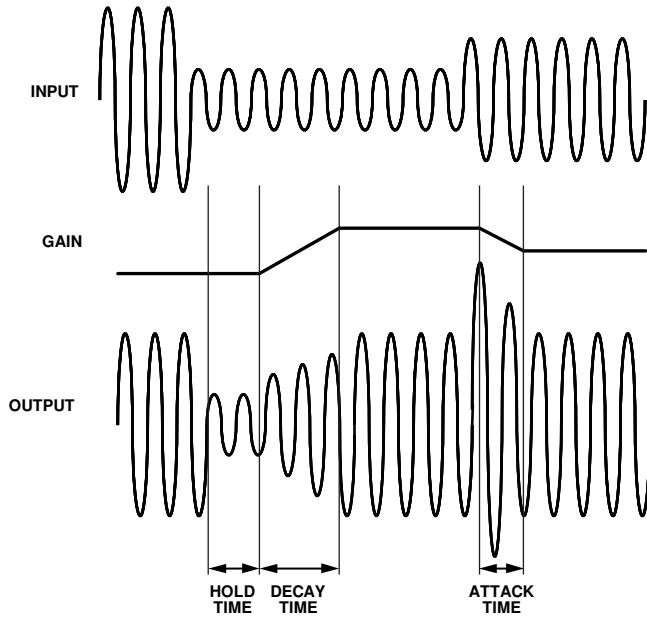 INPUT
GAIN
OUTPUT
HOLD
TIME
DECAY
TIME
ATTACK
TIME